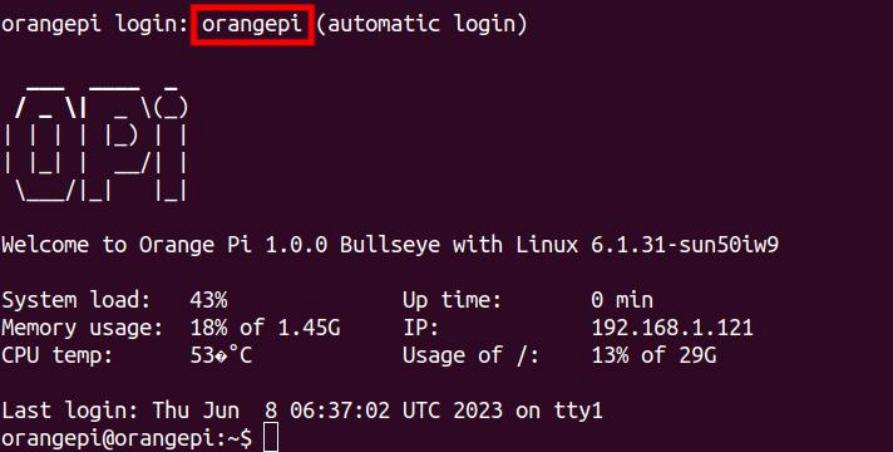 orangepi login: orangepi (automatic login)
  ___  ____  _
 / _ \|  _ \(_)
| | | | |_) | |
| |_| |  __/| |
 \___/|_|   |_|
Welcome to Orange Pi 1.0.0 Bullseye with Linux 6.1.31-sun50iw9
System load:   43%              Up time:       0 min
Memory usage:  18% of 1.45G     IP:            192.168.1.121
CPU temp:      53�°C            Usage of /:    13% of 29G
Last login: Thu Jun  8 06:37:02 UTC 2023 on tty1
orangepi@orangepi:~$